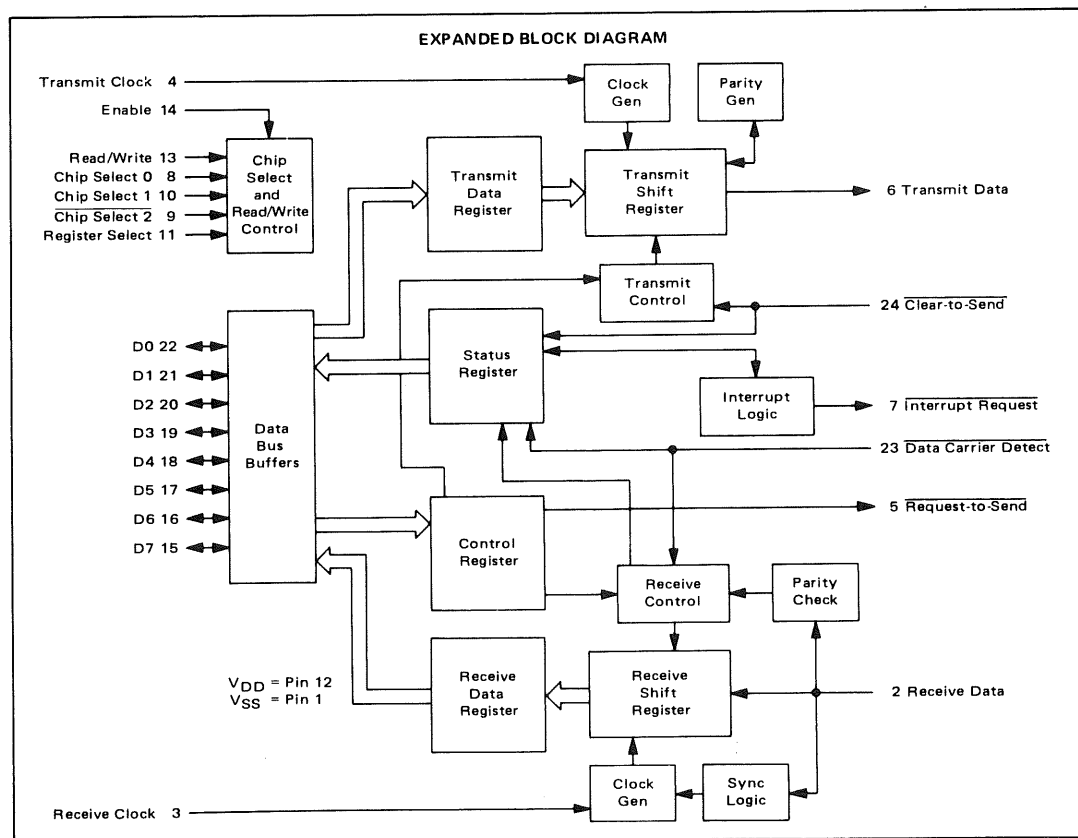 EXPANDED BLOCK DIAGRAM
Transmit Clock 4
Clock
Gen
Parity
Gen
Enable 14
Read/Write 13
Chip Select 0 8
Chip Select 1 10
Chip Select 2 9
Register Select 11
Chip
Select
and
Read/Write
Control
Transmit
Data
Register
Transmit
Shift
Register
6 Transmit Data
Transmit
Control
24 Clear-to-Send
D0 22
D1 21
D2 20
D3 19
D4 18
D5 17
D6 16
D7 15
Data
Bus
Buffers
Status
Register
Interrupt
Logic
7 Interrupt Request
23 Data Carrier Detect
5 Request-to-Send
Control
Register
Receive
Control
Parity
Check
VDD = Pin 12
VSS = Pin 1
Receive
Data
Register
Receive
Shift
Register
2 Receive Data
Clock
Gen
Sync
Logic
Receive Clock 3